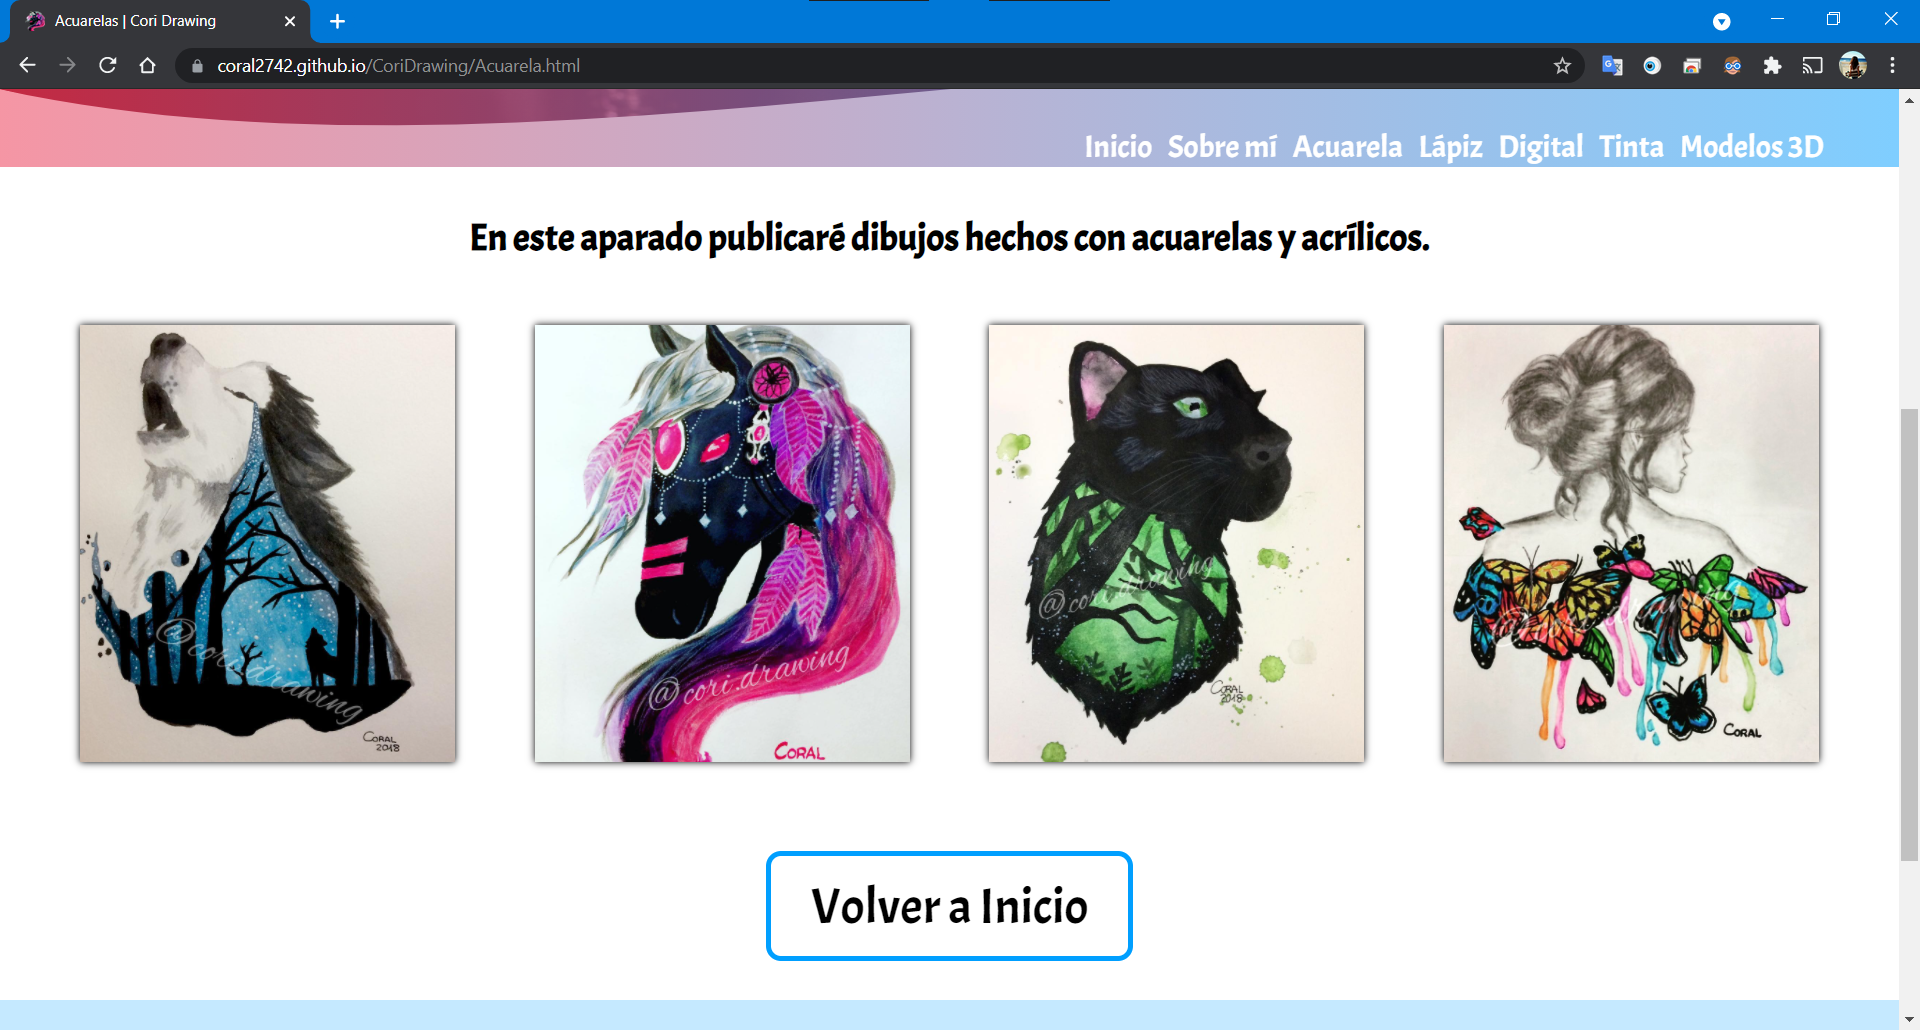 Acuarelas | Cori Drawing
coral2742.github.io/CoriDrawing/Acuarela.html
Inicio Sobre mí Acuarela Lápiz Digital Tinta Modelos 3D
En este aparado publicaré dibujos hechos con acuarelas y acrílicos.
@cori.drawing
CORAL
2018
@cori.drawing
CORAL
@cori.drawing
CORAL
2018
@cori.drawing
CORAL
Volver a Inicio